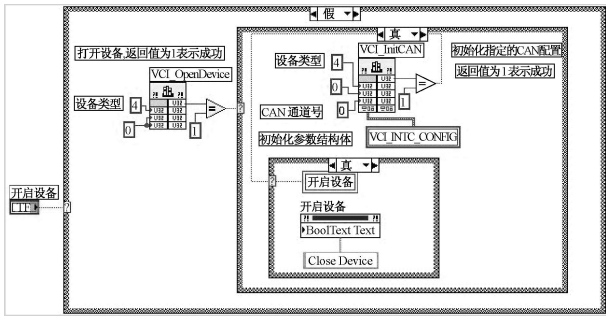 假
真
VCI_InitCAN
打开设备,返回值为1表示成功
设备类型
初始化指定的CAN配置
VCI_OpenDevice
4
返回值为1表示成功
=
0
1
设备类型
4
U32
U32
U32
=
0
CAN 通道号
0
1
?
初始化参数结构体
VCI_INTC_CONFIG
真
开启设备
开启设备
TF
?
?
开启设备
BoolText Text
Close Device